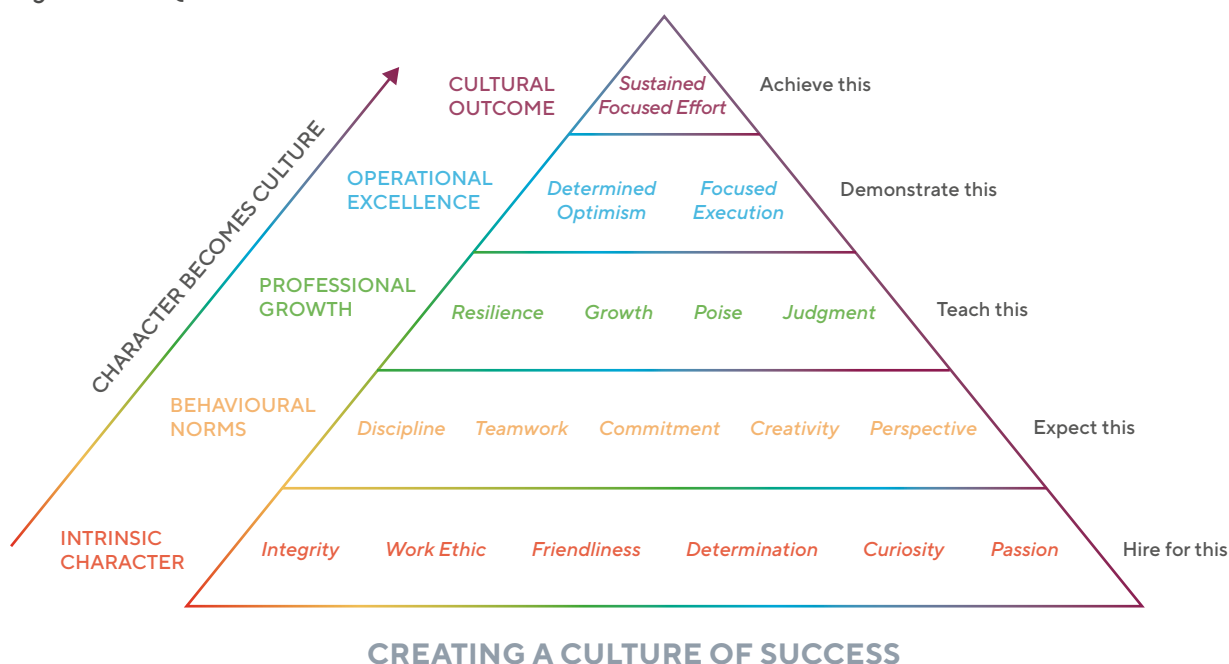 CULTURAL
OUTCOME
Sustained
Focused Effort
Achieve this
OPERATIONAL
EXCELLENCE
Determined
Optimism
Focused
Execution
Demonstrate this
CHARACTER BECOMES CULTURE
PROFESSIONAL
GROWTH
Resilience Growth Poise Judgment
Teach this
BEHAVIOURAL
NORMS
Discipline Teamwork Commitment Creativity Perspective
Expect this
INTRINSIC
CHARACTER
Integrity Work Ethic Friendliness Determination Curiosity Passion
Hire for this
CREATING A CULTURE OF SUCCESS